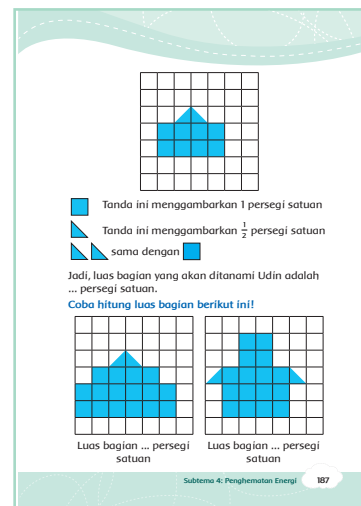 Tanda ini menggambarkan 1 persegi satuan
Tanda ini menggambarkan 1/2 persegi satuan
sama dengan
Jadi, luas bagian yang akan ditanami Udin adalah
... persegi satuan.
Coba hitung luas bagian berikut ini!
Luas bagian ... persegi
satuan
Luas bagian ... persegi
satuan
Subtema 4: Penghematan Energi
187